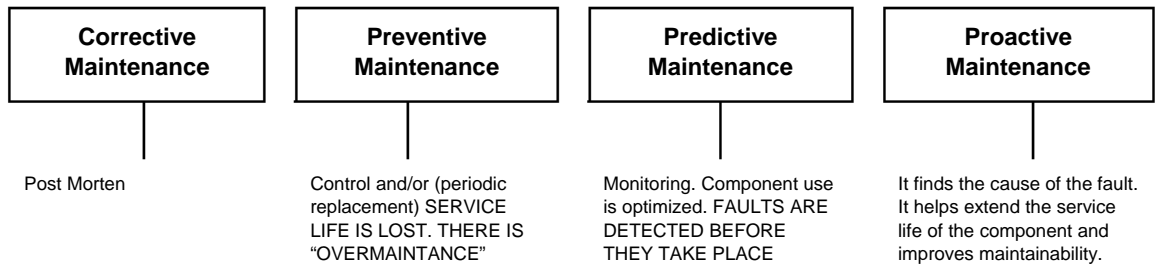 Corrective
Maintenance
Preventive
Maintenance
Predictive
Maintenance
Proactive
Maintenance
Post Morten
Control and/or (periodic
replacement) SERVICE
LIFE IS LOST. THERE IS
“OVERMAINTANCE”
Monitoring. Component use
is optimized. FAULTS ARE
DETECTED BEFORE
THEY TAKE PLACE
It finds the cause of the fault.
It helps extend the service
life of the component and
improves maintainability.